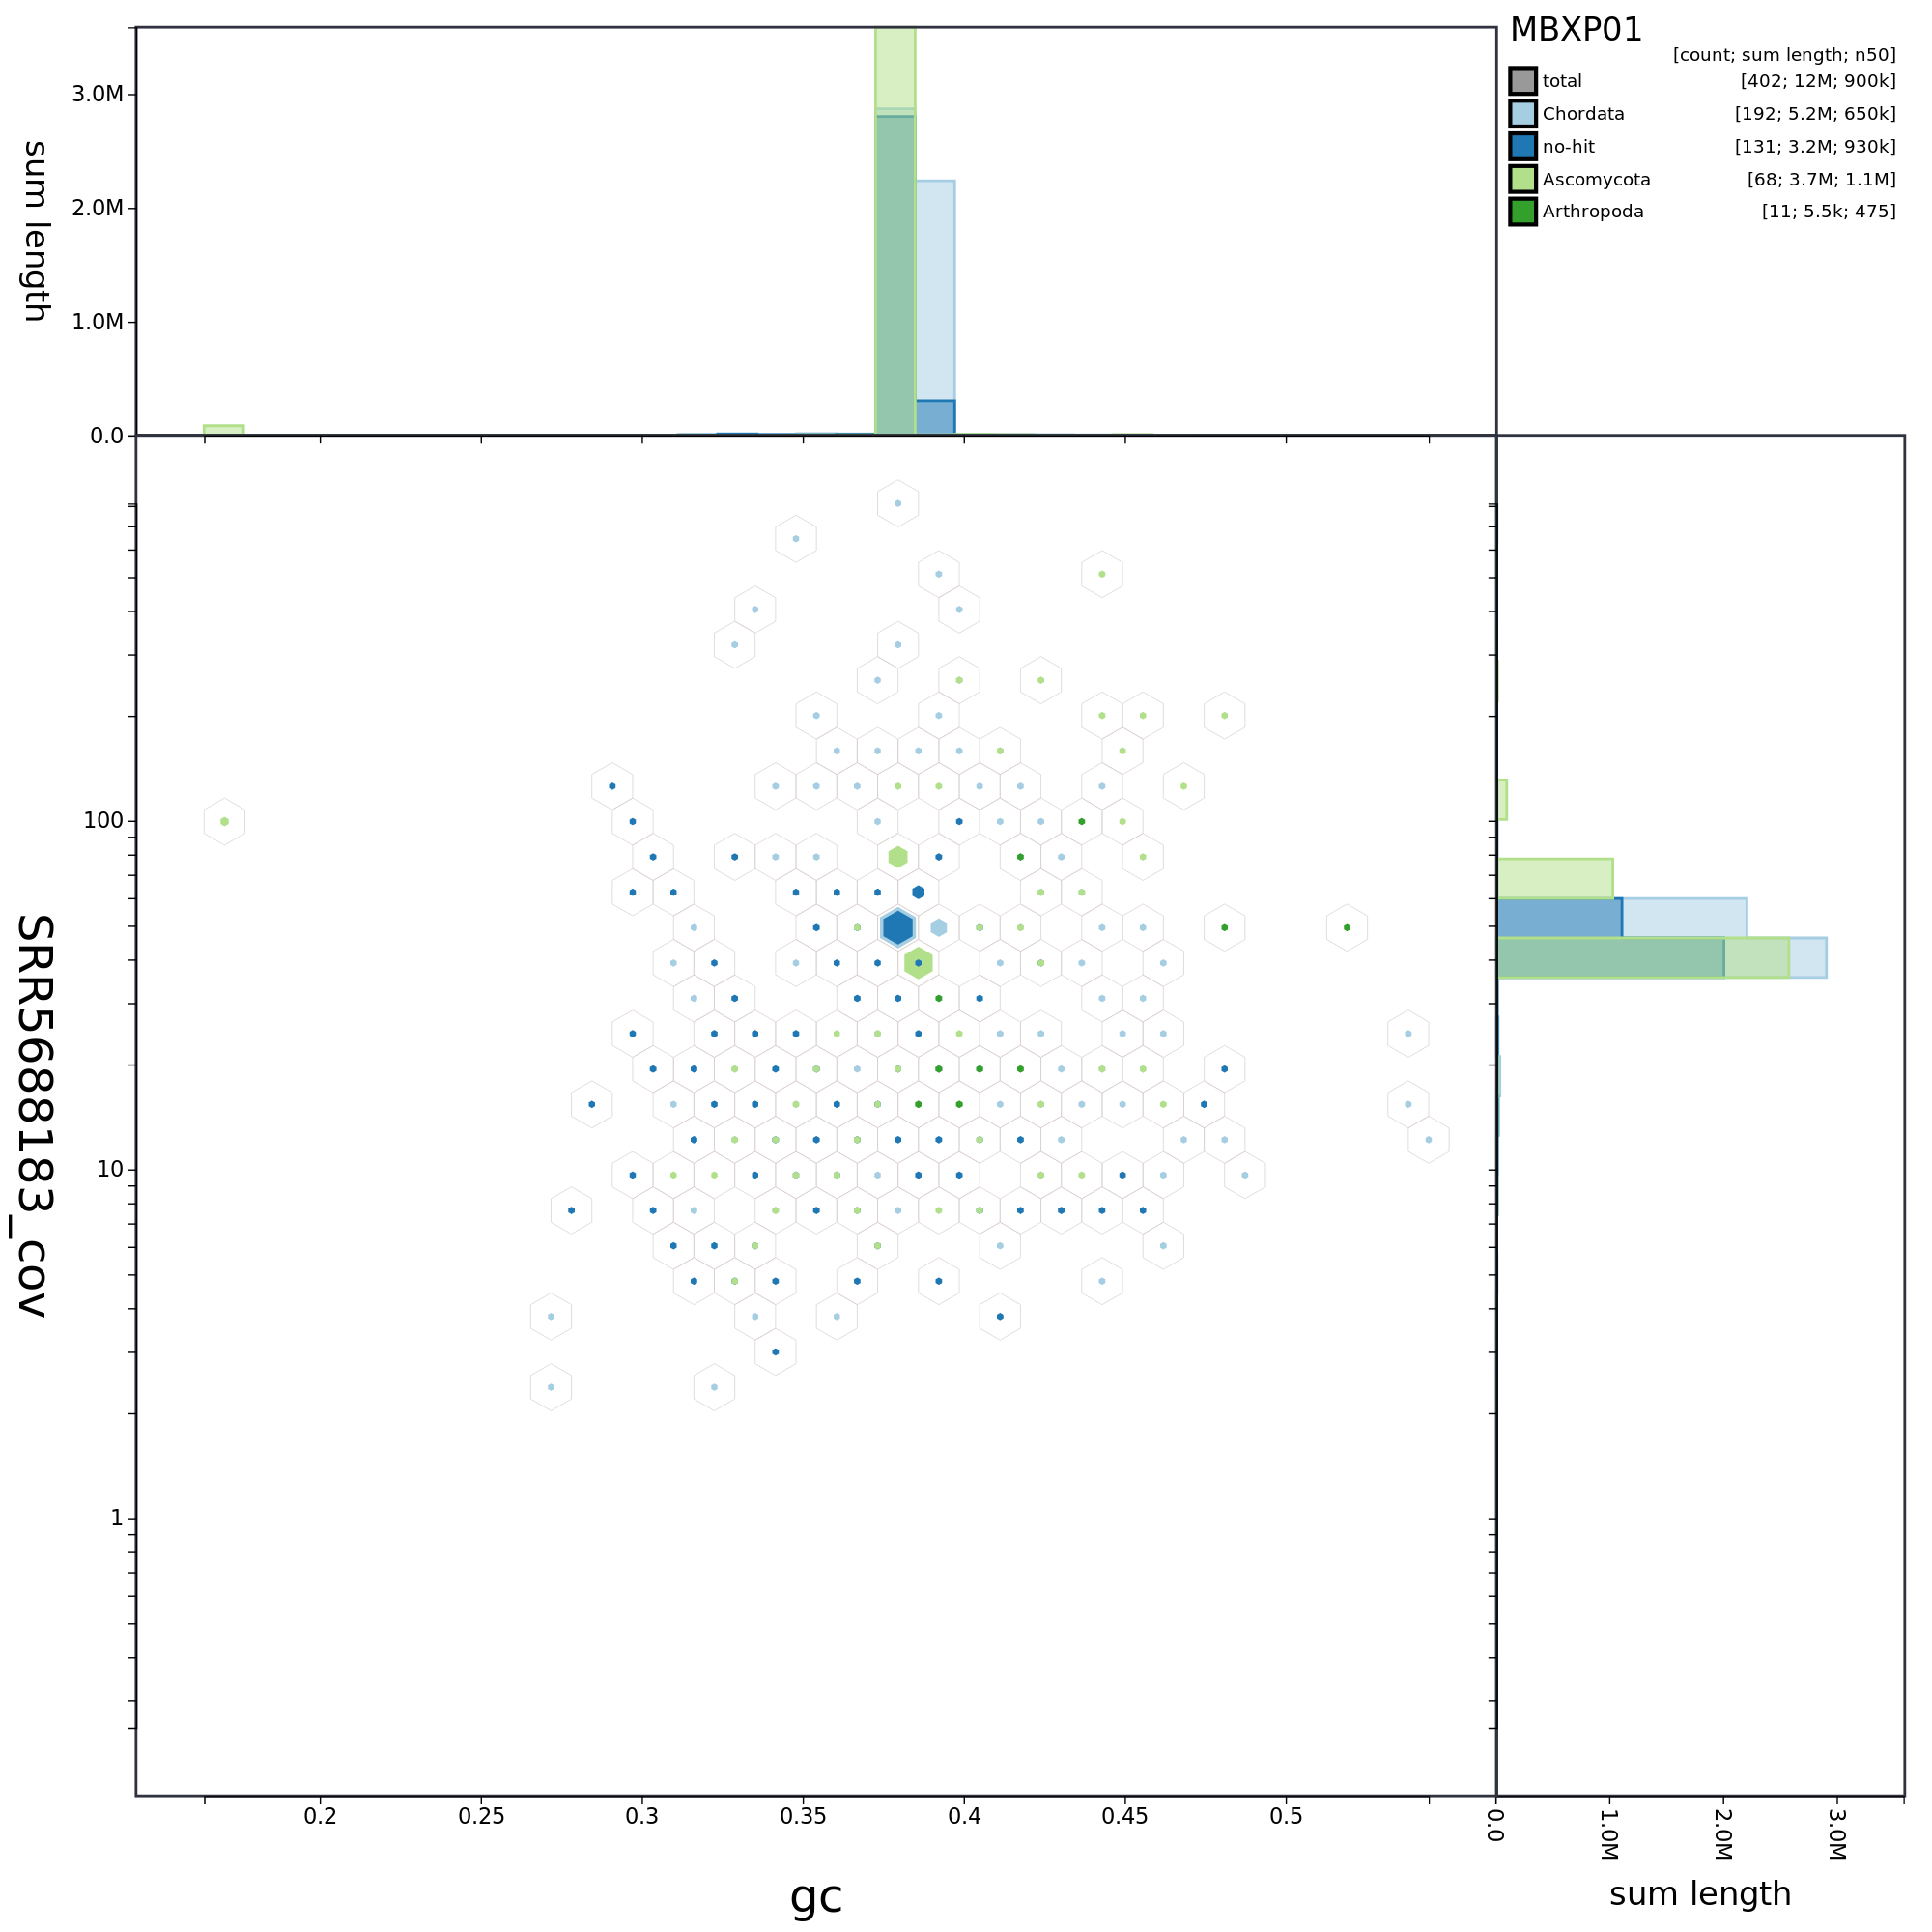 MBXP01
[count; sum length; n50]
total [402; 12M; 900k]
Chordata [192; 5.2M; 650k]
no-hit [131; 3.2M; 930k]
Ascomycota [68; 3.7M; 1.1M]
Arthropoda [11; 5.5k; 475]
sum length
3.0M
2.0M
1.0M
0.0
SRR5688183_cov
100
10
1
0.2 0.25 0.3 0.35 0.4 0.45 0.5
gc
0.0 1.0M 2.0M 3.0M
sum length